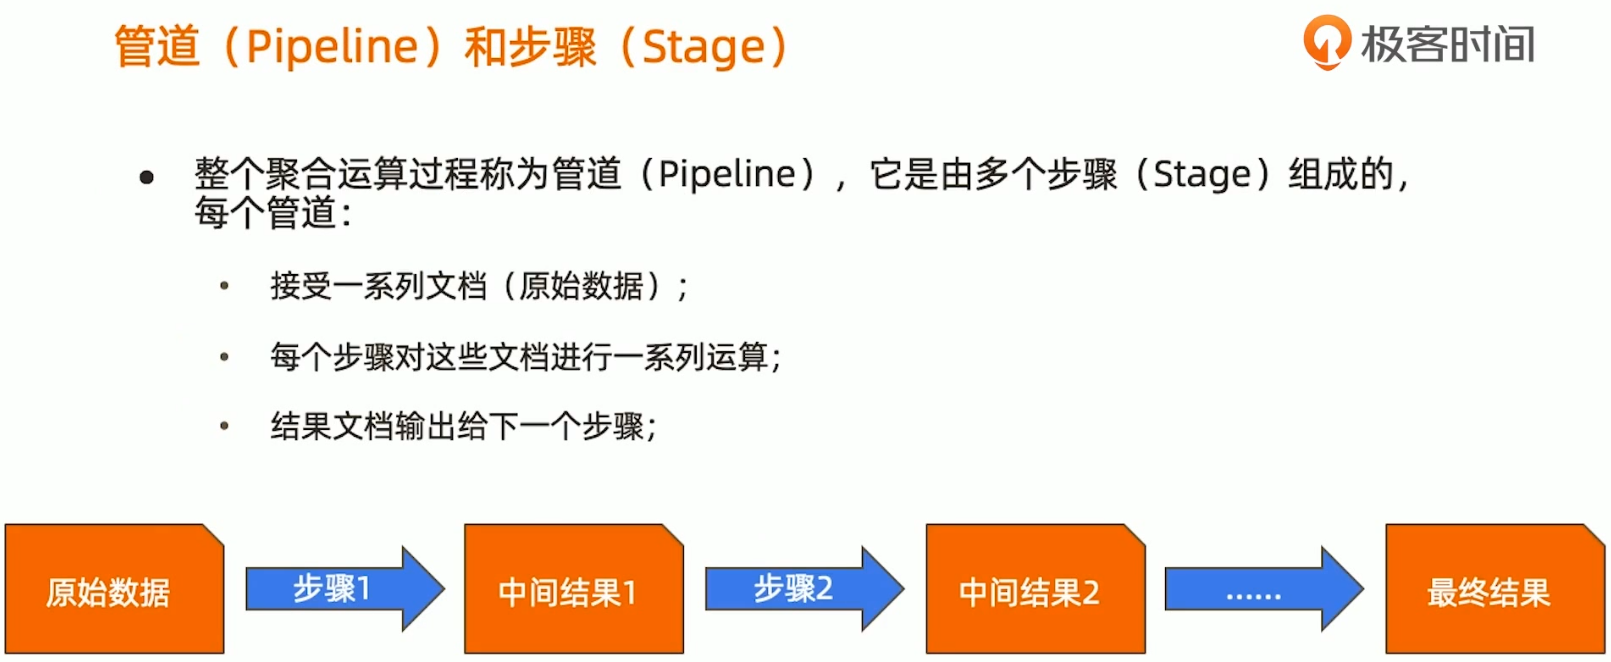 管道（Pipeline）和步骤（Stage）
极客时间
● 整个聚合运算过程称为管道（Pipeline），它是由多个步骤（Stage）组成的，
每个管道：
• 接受一系列文档（原始数据）；
• 每个步骤对这些文档进行一系列运算；
• 结果文档输出给下一个步骤；
原始数据
步骤1
中间结果1
步骤2
中间结果2
……
最终结果